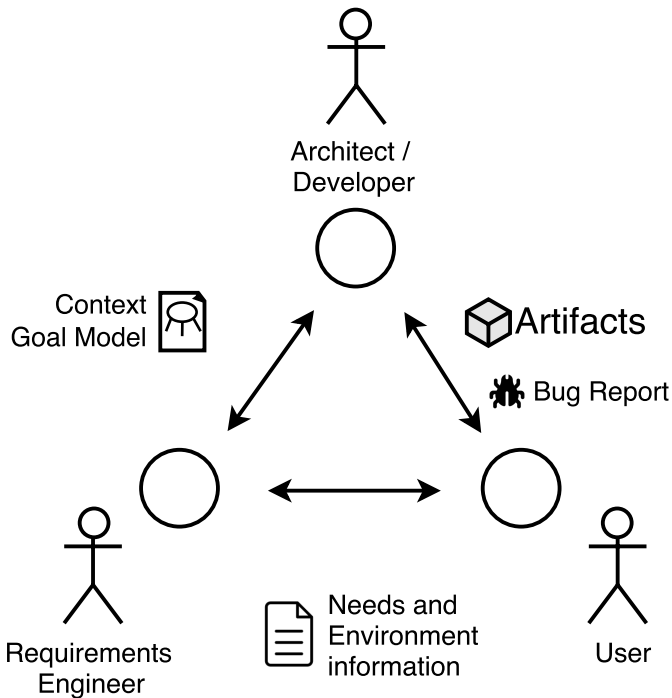 Architect /
Developer
Context
Goal Model
Artifacts
Bug Report
Requirements
Engineer
Needs and
Environment
information
User